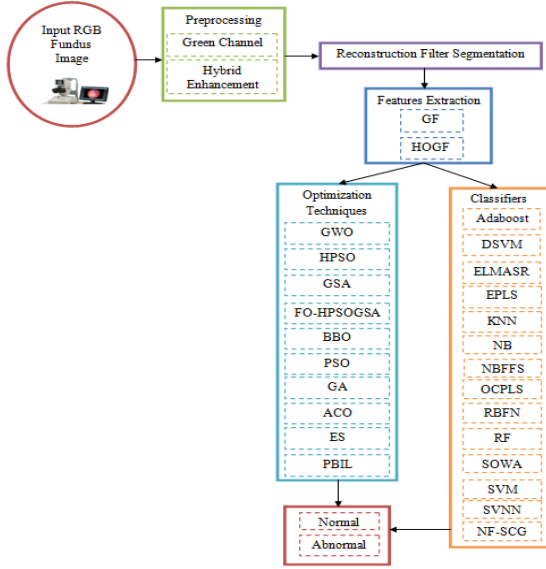 Input RGB
Fundus
Image
Preprocessing
Green Channel
Hybrid
Enhancement
Reconstruction Filter Segmentation
Features Extraction
GF
HOGF
Optimization
Techniques
GWO
HPSO
GSA
FO-HPSOGSA
BBO
PSO
GA
ACO
ES
PBIL
Classifiers
Adaboost
DSVM
ELMASR
EPLS
KNN
NB
NBFFS
OCPLS
RBFN
RF
SOWA
SVM
SVNN
NF-SCG
Normal
Abnormal